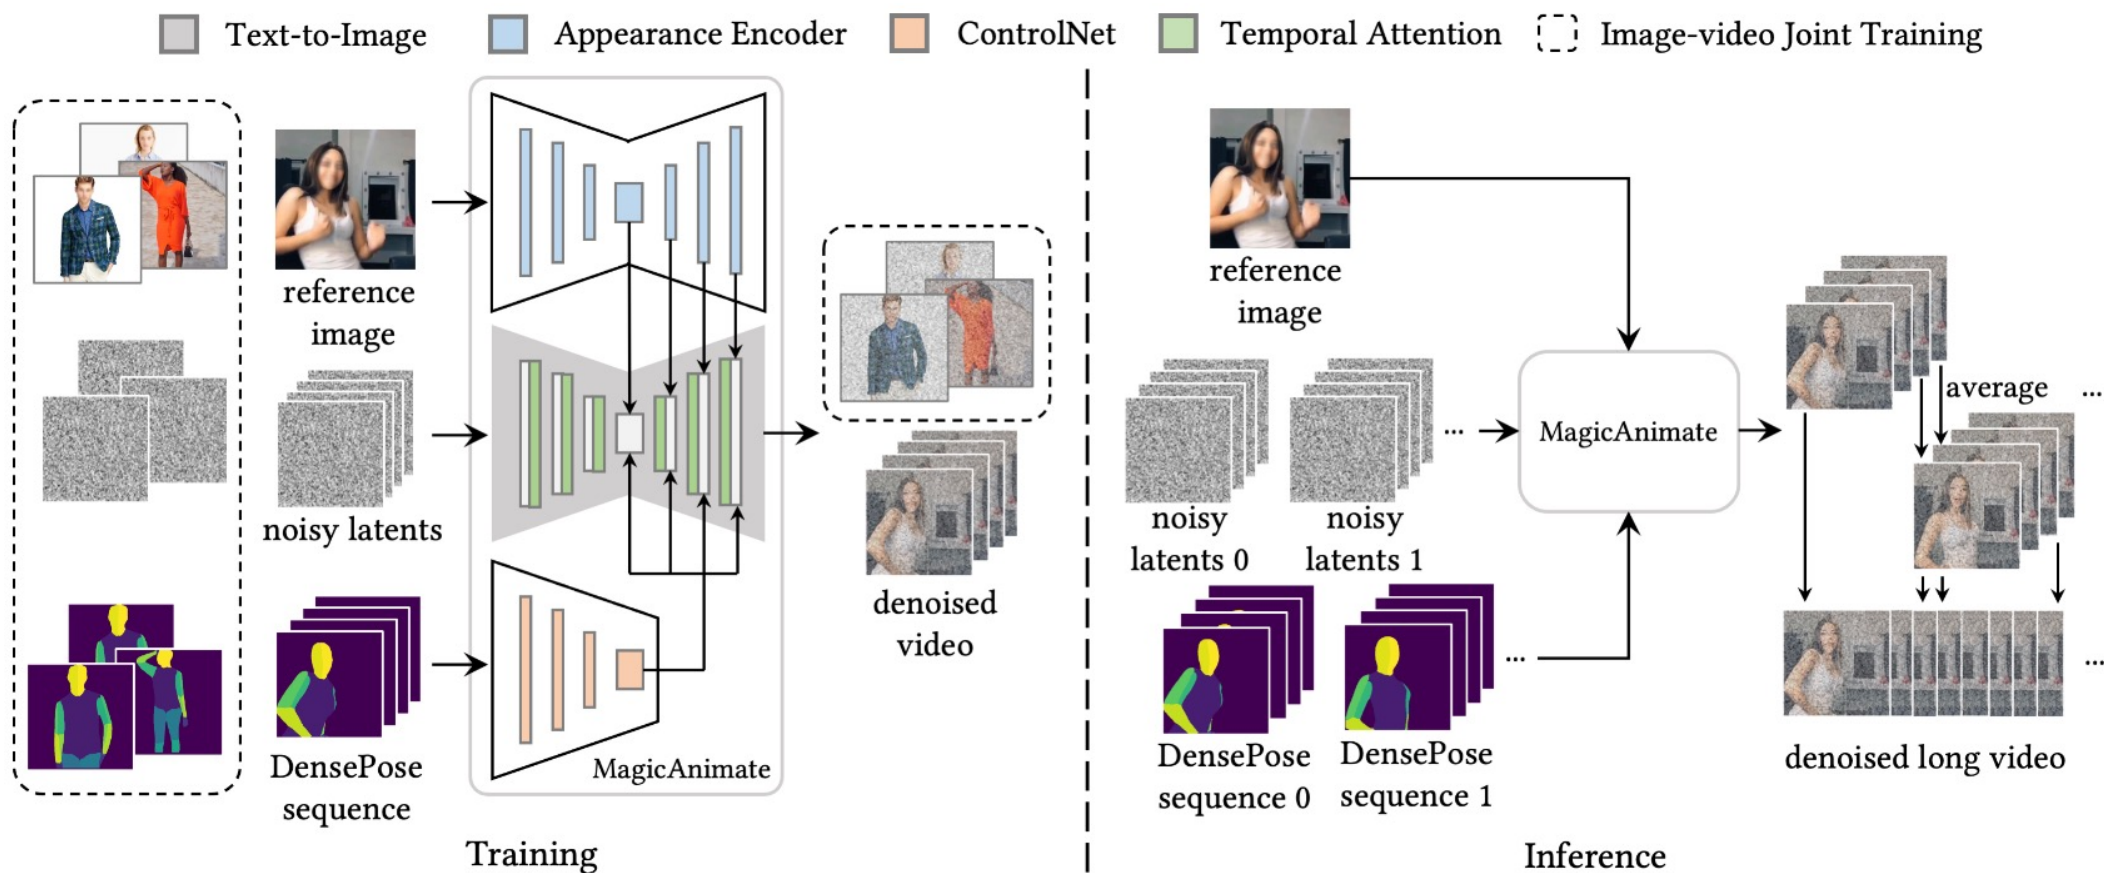 Text-to-Image
Appearance Encoder
ControlNet
Temporal Attention
Image-video Joint Training
reference
image
noisy latents
DensePose
sequence
MagicAnimate
denoised
video
Training
reference
image
noisy
latents 0
noisy
latents 1
...
DensePose
sequence 0
DensePose
sequence 1
...
MagicAnimate
average
...
...
denoised long video
Inference